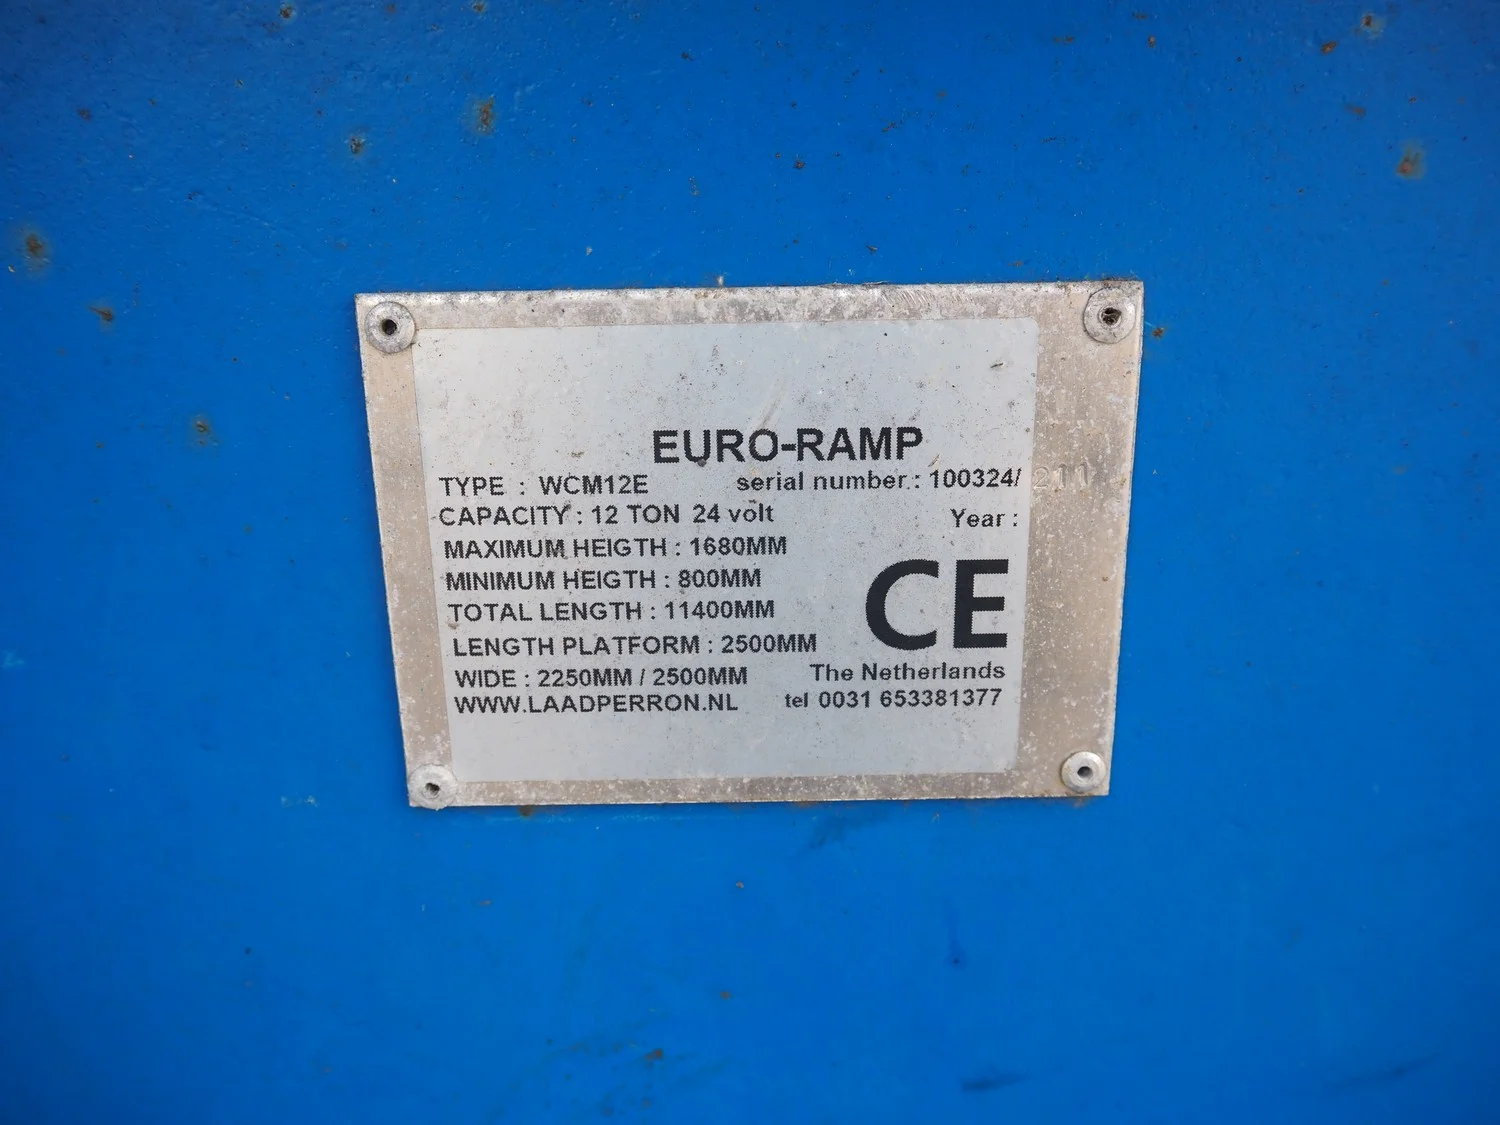 EURO-RAMP
TYPE : WCM12E serial number : 100324/ 211
CAPACITY : 12 TON 24 volt Year :
MAXIMUM HEIGTH : 1680MM
MINIMUM HEIGTH : 800MM
TOTAL LENGTH : 11400MM
CE
LENGTH PLATFORM : 2500MM
WIDE : 2250MM / 2500MM The Netherlands
WWW.LAADPERRON.NL tel 0031 653381377